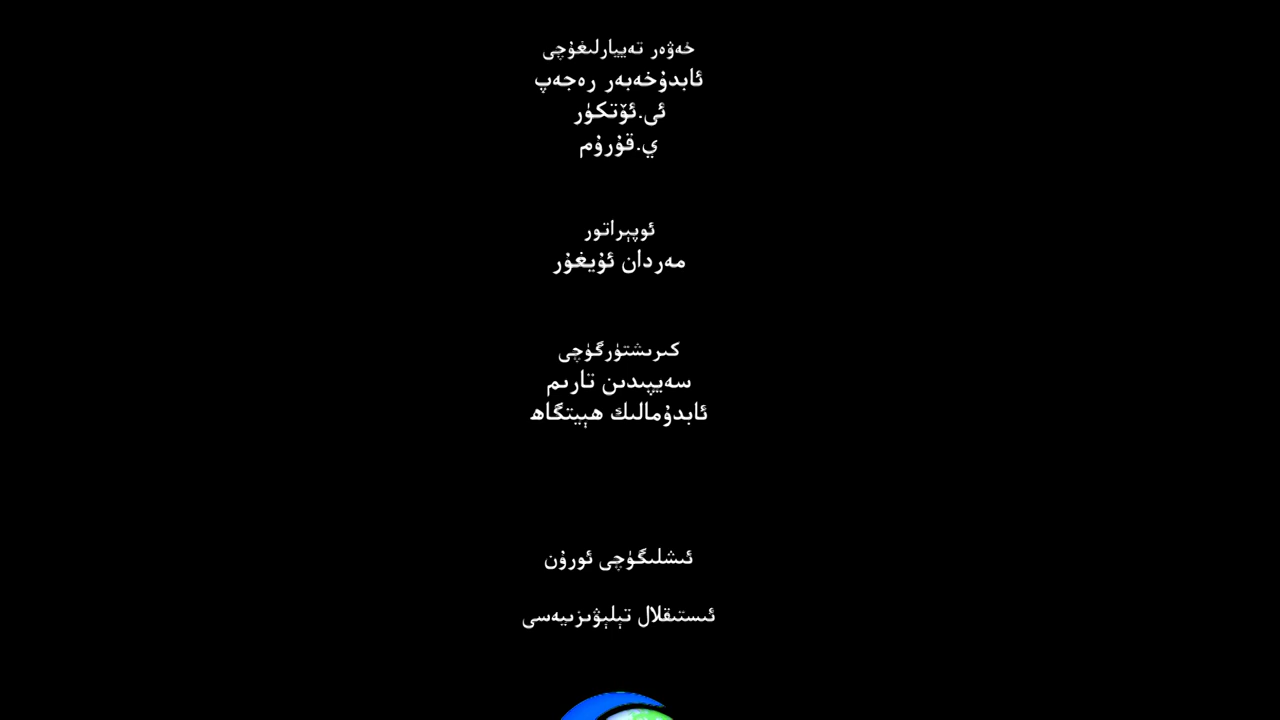 خەۋەر تەييارلىغۇچى
ئابدۇخەبەر رەجەپ
ئى.ئۆتكۈر
ي.قۇرۇم
ئوپېراتور
مەردان ئۇيغۇر
كىرىشتۈرگۈچى
سەيپىدىن تارىم
ئابدۇمالىك ھېيتگاھ
ئىشلىگۈچى ئورۇن
ئىستىقلال تېلېۋىزىيەسى